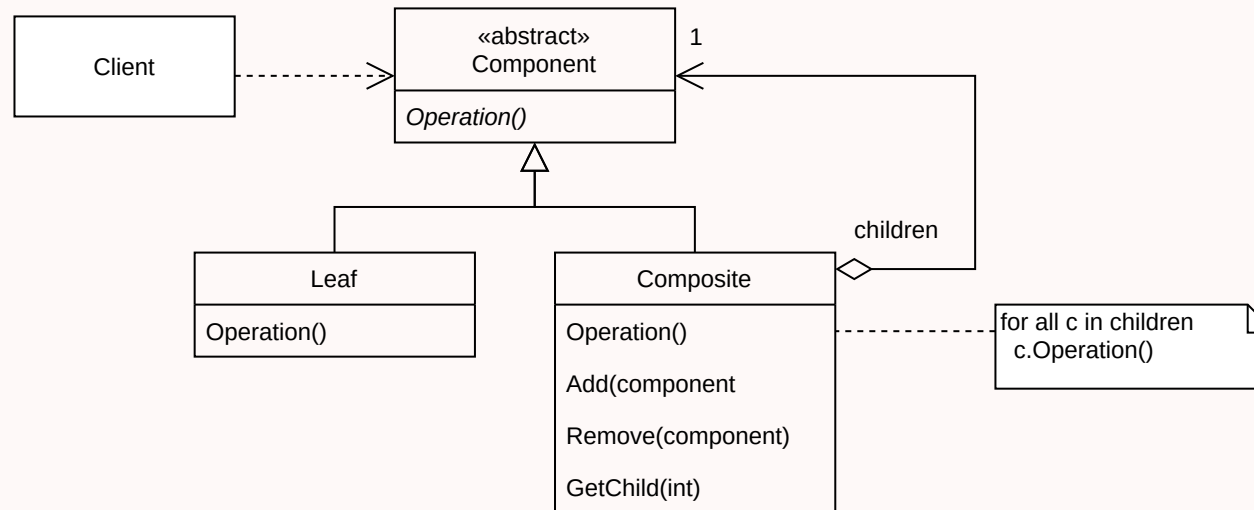 Client
«abstract»
Component
1
Operation()
children
Leaf
Operation()
Composite
Operation()
Add(component
Remove(component)
GetChild(int)
for all c in children
c.Operation()